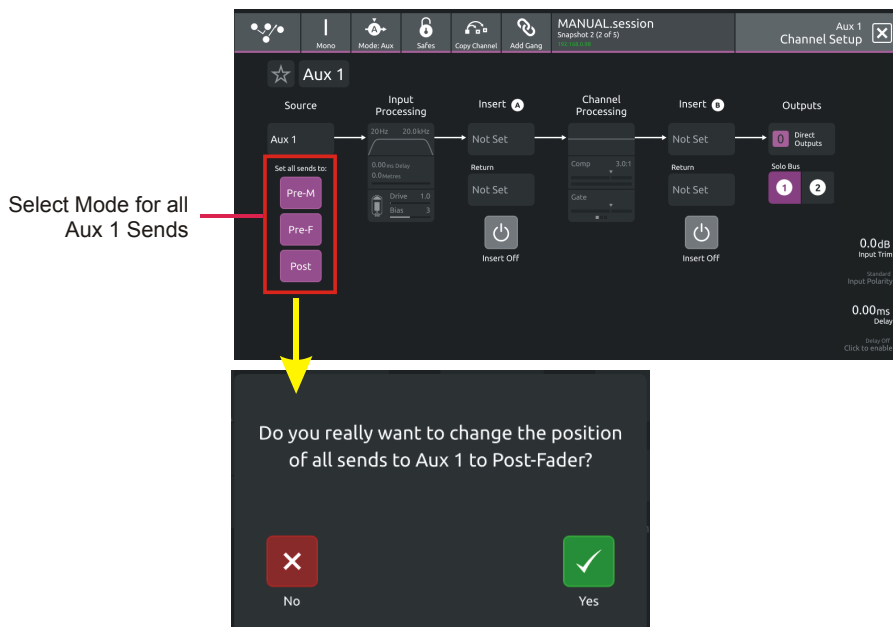 Mono
Mode: Aux
Safes
Copy Channel
Add Gang
MANUAL.session
Snapshot 2 (2 of 5)
192.168.0.90
Aux 1
Channel Setup
Aux 1
Source
Input
Processing
Insert A
Channel
Processing
Insert B
Outputs
Aux 1
20Hz 20.0kHz
0.00ms Delay
0.0Metres
Drive 1.0
Bias 3
Not Set
Comp 3.0:1
Gate
Not Set
0 Direct
Outputs
Set all sends to:
Pre-M
Pre-F
Post
Return
Not Set
Insert Off
Return
Not Set
Insert Off
Solo Bus
1 2
Select Mode for all
Aux 1 Sends
0.0dB
Input Trim
Standard
Input Polarity
0.00ms
Delay
Delay Off
Click to enable
Do you really want to change the position
of all sends to Aux 1 to Post-Fader?
No
Yes